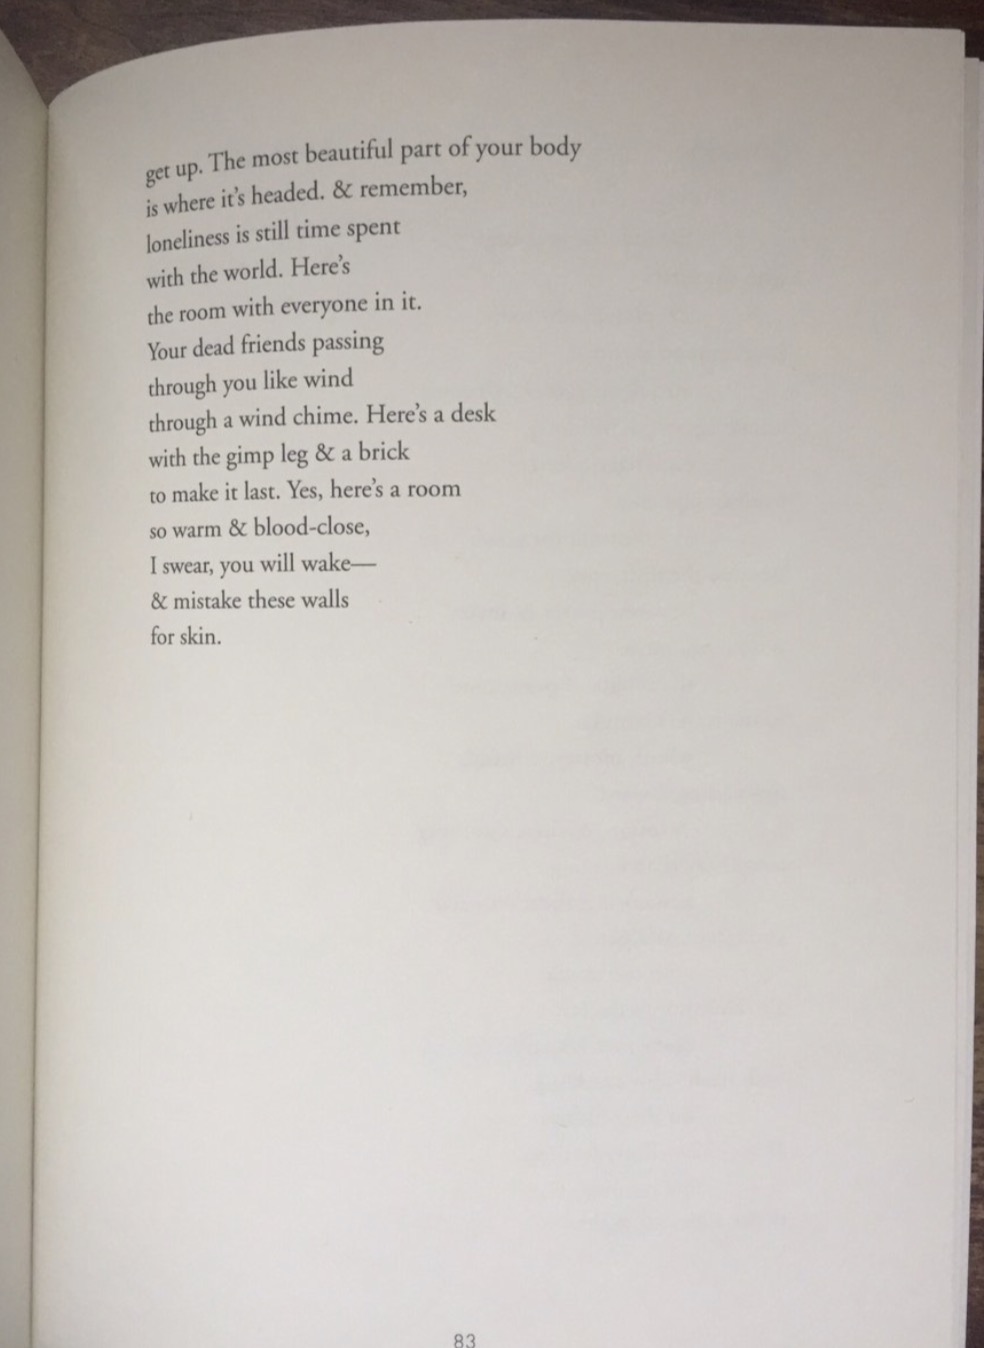 get up. The most beautiful part of your body
is where it's headed. & remember,
loneliness is still time spent
with the world. Here's
the room with everyone in it.
Your dead friends passing
through you like wind
through a wind chime. Here's a desk
with the gimp leg & a brick
to make it last. Yes, here's a room
so warm & blood-close,
I swear, you will wake—
& mistake these walls
for skin.
83